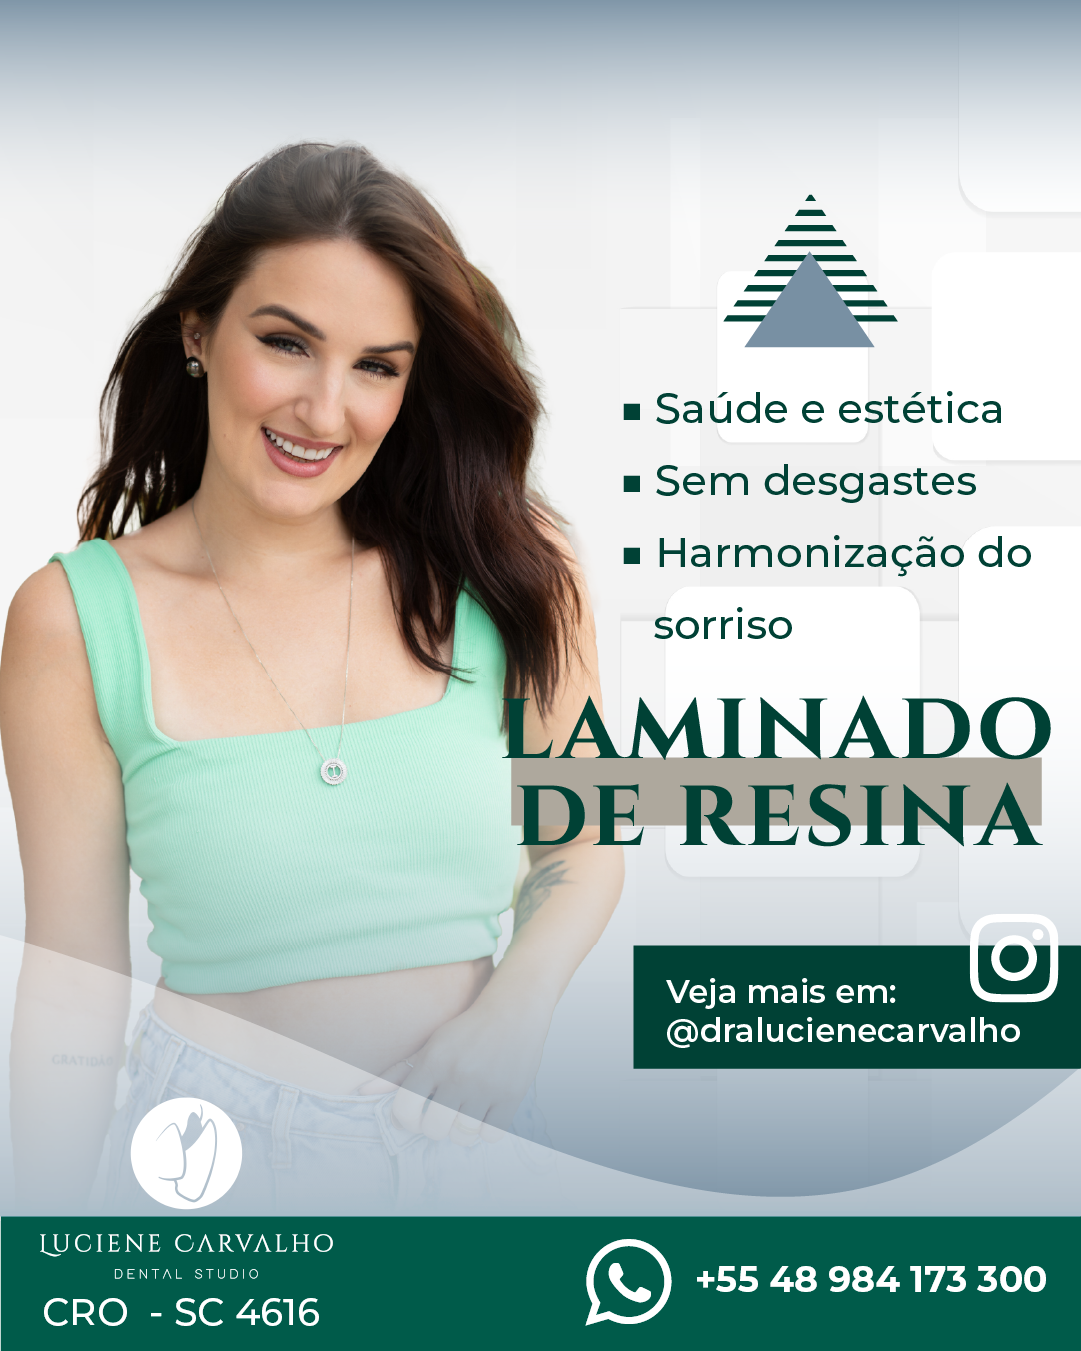 ▪ Saúde e estética
▪ Sem desgastes
▪ Harmonização do
sorriso
LAMINADO
DE RESINA
Veja mais em:
@dralucienecarvalho
GRATIDÃO
LUCIENE CARVALHO
DENTAL STUDIO
CRO - SC 4616
+55 48 984 173 300